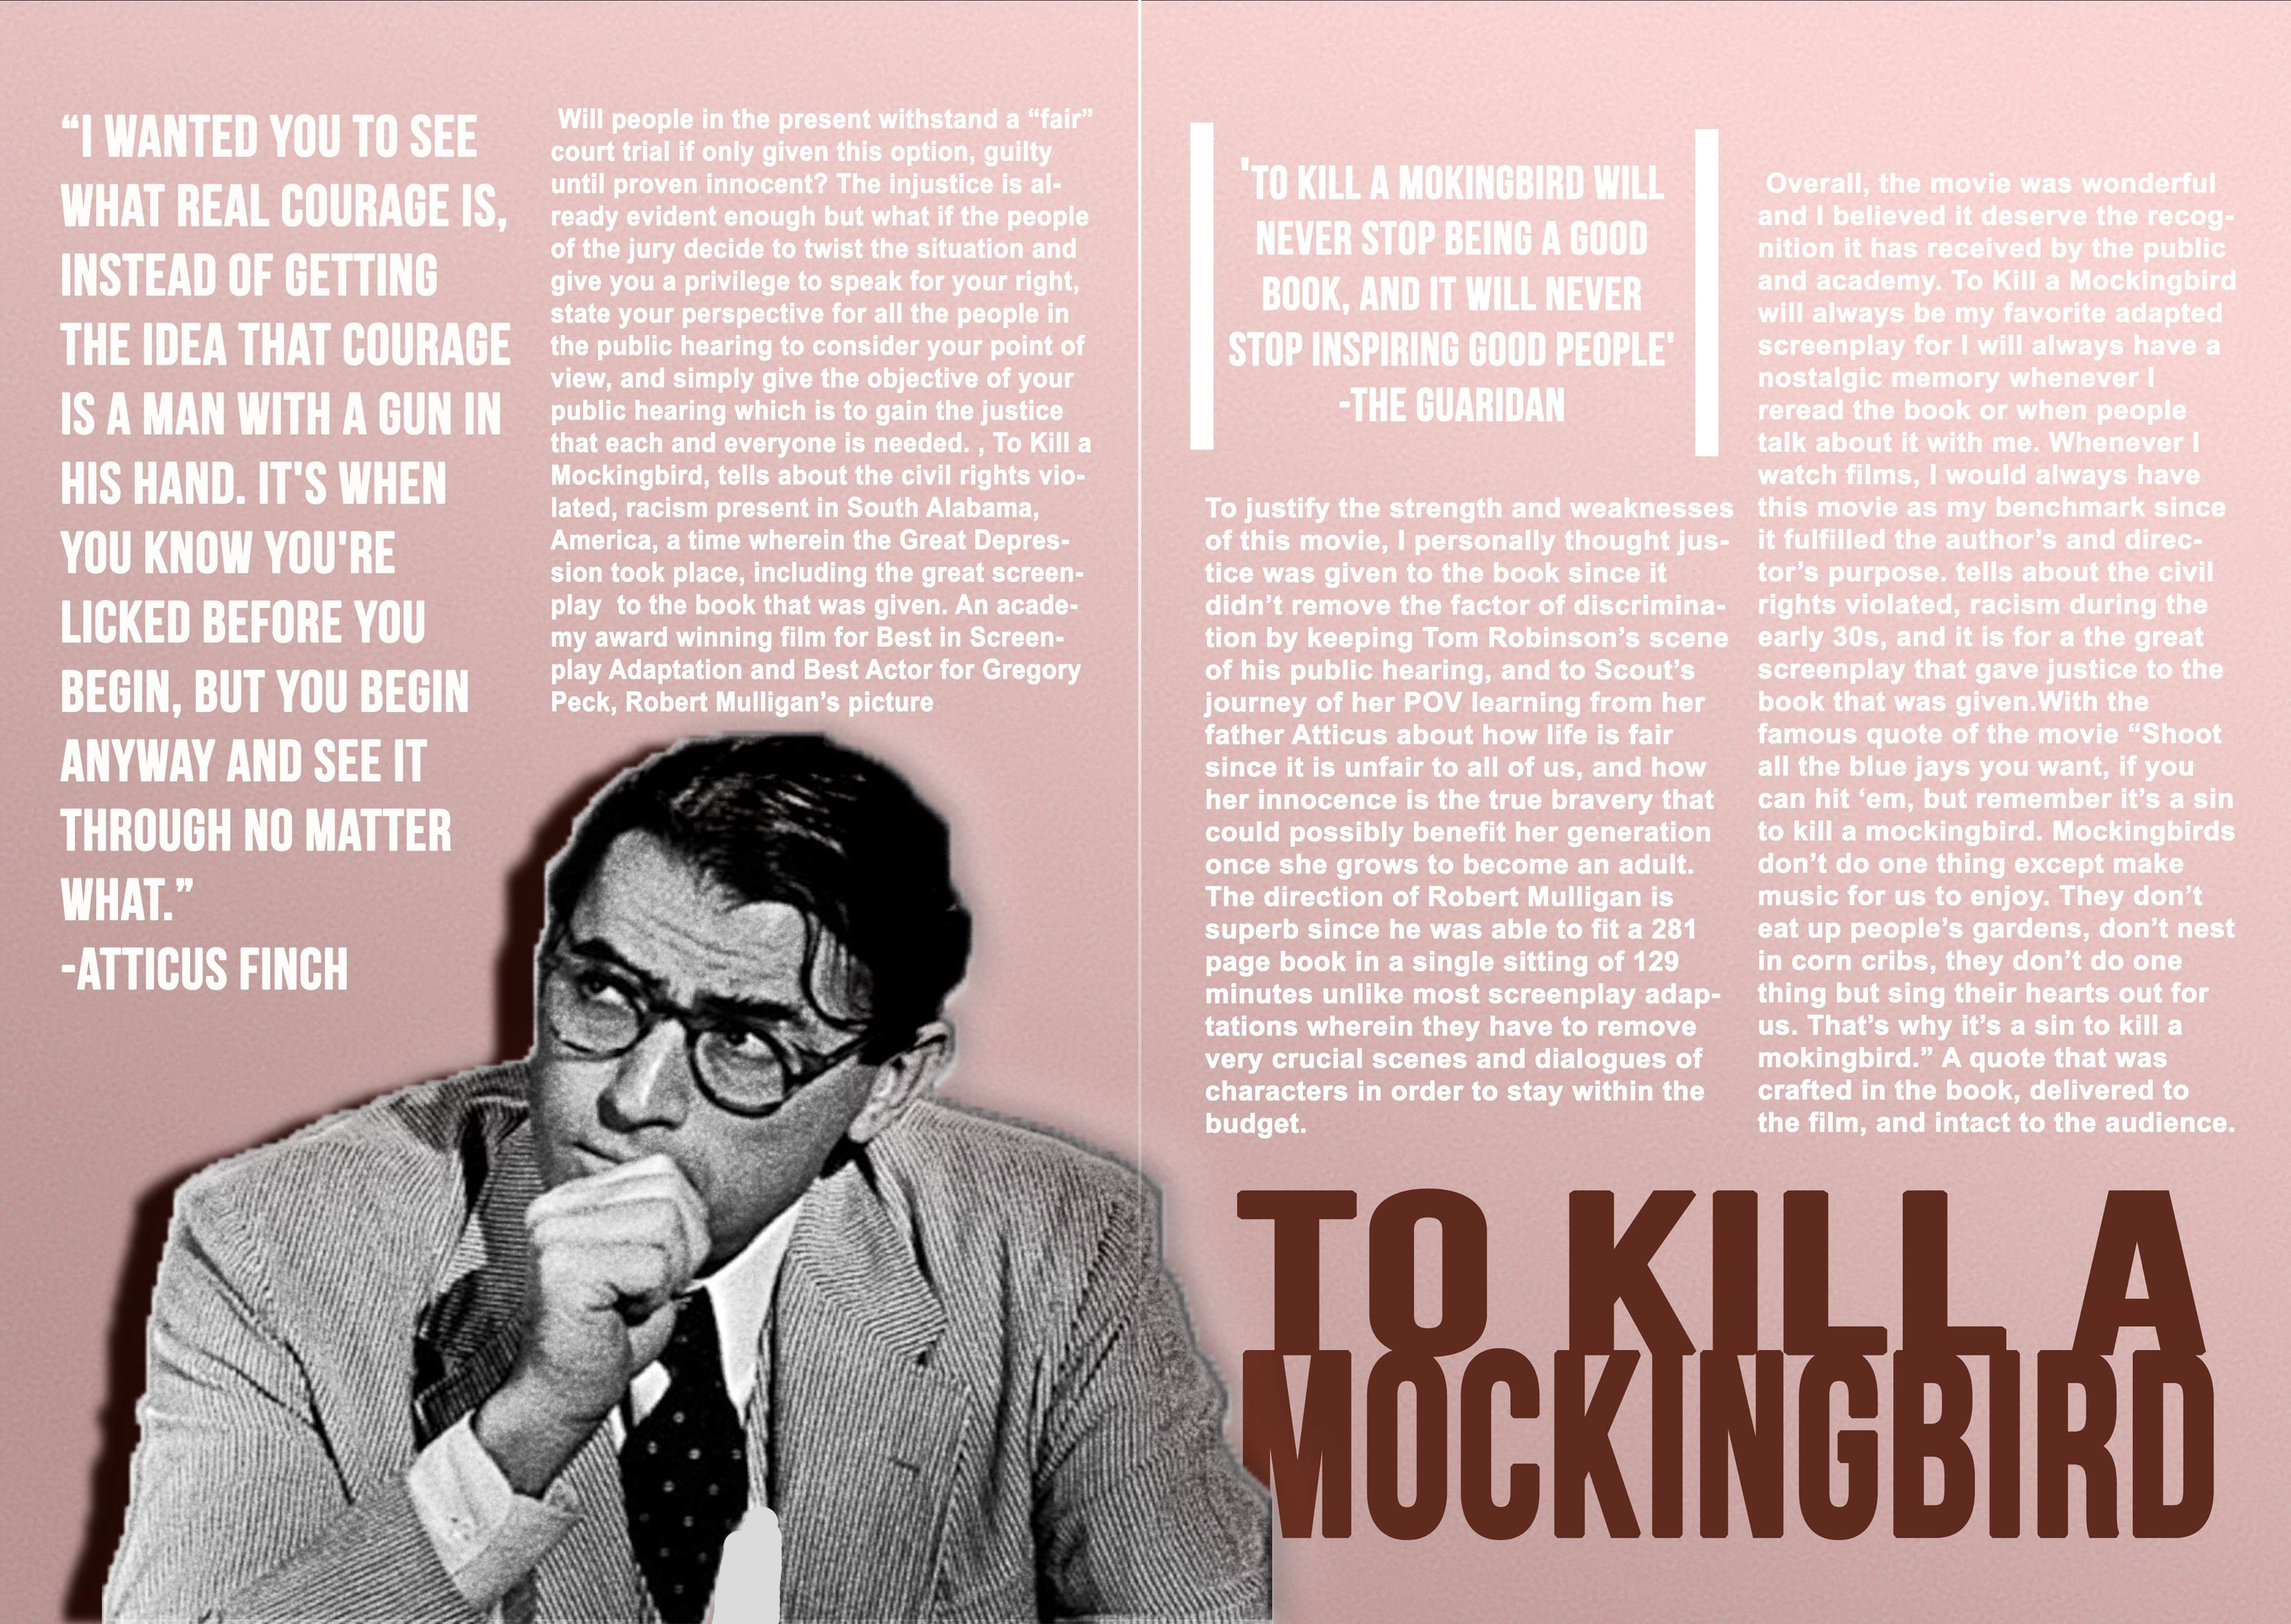 “I WANTED YOU TO SEE
WHAT REAL COURAGE IS,
INSTEAD OF GETTING
THE IDEA THAT COURAGE
IS A MAN WITH A GUN IN
HIS HAND. IT'S WHEN
YOU KNOW YOU'RE
LICKED BEFORE YOU
BEGIN, BUT YOU BEGIN
ANYWAY AND SEE IT
THROUGH NO MATTER
WHAT.”
-ATTICUS FINCH
Will people in the present withstand a “fair”
court trial if only given this option, guilty
until proven innocent? The injustice is al-
ready evident enough but what if the people
of the jury decide to twist the situation and
give you a privilege to speak for your right,
state your perspective for all the people in
the public hearing to consider your point of
view, and simply give the objective of your
public hearing which is to gain the justice
that each and everyone is needed. , To Kill a
Mockingbird, tells about the civil rights vio-
lated, racism present in South Alabama,
America, a time wherein the Great Depres-
sion took place, including the great screen-
play  to the book that was given. An acade-
my award winning film for Best in Screen-
play Adaptation and Best Actor for Gregory
Peck, Robert Mulligan’s picture
'TO KILL A MOKINGBIRD WILL
NEVER STOP BEING A GOOD
BOOK, AND IT WILL NEVER
STOP INSPIRING GOOD PEOPLE'
-THE GUARIDAN
To justify the strength and weaknesses
of this movie, I personally thought jus-
tice was given to the book since it
didn’t remove the factor of discrimina-
tion by keeping Tom Robinson’s scene
of his public hearing, and to Scout’s
journey of her POV learning from her
father Atticus about how life is fair
since it is unfair to all of us, and how
her innocence is the true bravery that
could possibly benefit her generation
once she grows to become an adult.
The direction of Robert Mulligan is
superb since he was able to fit a 281
page book in a single sitting of 129
minutes unlike most screenplay adap-
tations wherein they have to remove
very crucial scenes and dialogues of
characters in order to stay within the
budget.
Overall, the movie was wonderful
and I believed it deserve the recog-
nition it has received by the public
and academy. To Kill a Mockingbird
will always be my favorite adapted
screenplay for I will always have a
nostalgic memory whenever I
reread the book or when people
talk about it with me. Whenever I
watch films, I would always have
this movie as my benchmark since
it fulfilled the author’s and direc-
tor’s purpose. tells about the civil
rights violated, racism during the
early 30s, and it is for a the great
screenplay that gave justice to the
book that was given.With the
famous quote of the movie “Shoot
all the blue jays you want, if you
can hit ‘em, but remember it’s a sin
to kill a mockingbird. Mockingbirds
don’t do one thing except make
music for us to enjoy. They don’t
eat up people’s gardens, don’t nest
in corn cribs, they don’t do one
thing but sing their hearts out for
us. That’s why it’s a sin to kill a
mokingbird.” A quote that was
crafted in the book, delivered to
the film, and intact to the audience.
TO KILL A
MOCKINGBIRD